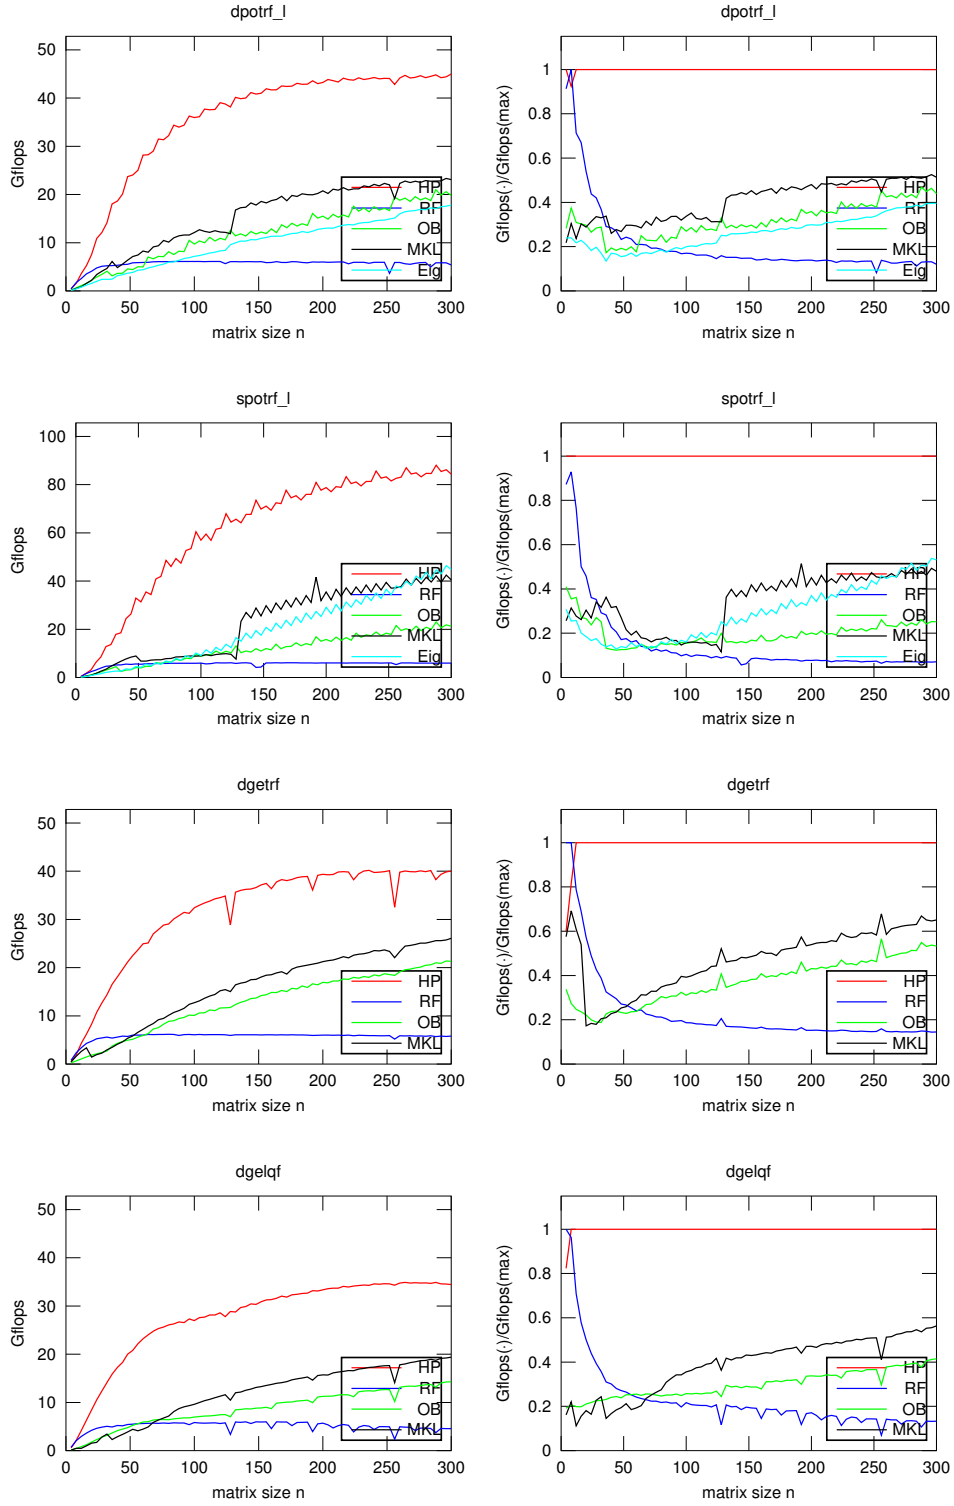 dpotrf_l
50
40
30
20
10
0
Gflops
0 50 100 150 200 250 300
matrix size n
HP
RF
OB
MKL
Eig
dpotrf_l
1
0.8
0.6
0.4
0.2
0
Gflops(·)/Gflops(max)
0 50 100 150 200 250 300
matrix size n
HP
RF
OB
MKL
Eig
spotrf_l
100
80
60
40
20
0
Gflops
0 50 100 150 200 250 300
matrix size n
HP
RF
OB
MKL
Eig
spotrf_l
1
0.8
0.6
0.4
0.2
0
Gflops(·)/Gflops(max)
0 50 100 150 200 250 300
matrix size n
HP
RF
OB
MKL
Eig
dgetrf
50
40
30
20
10
0
Gflops
0 50 100 150 200 250 300
matrix size n
HP
RF
OB
MKL
dgetrf
1
0.8
0.6
0.4
0.2
0
Gflops(·)/Gflops(max)
0 50 100 150 200 250 300
matrix size n
HP
RF
OB
MKL
dgelqf
50
40
30
20
10
0
Gflops
0 50 100 150 200 250 300
matrix size n
HP
RF
OB
MKL
dgelqf
1
0.8
0.6
0.4
0.2
0
Gflops(·)/Gflops(max)
0 50 100 150 200 250 300
matrix size n
HP
RF
OB
MKL